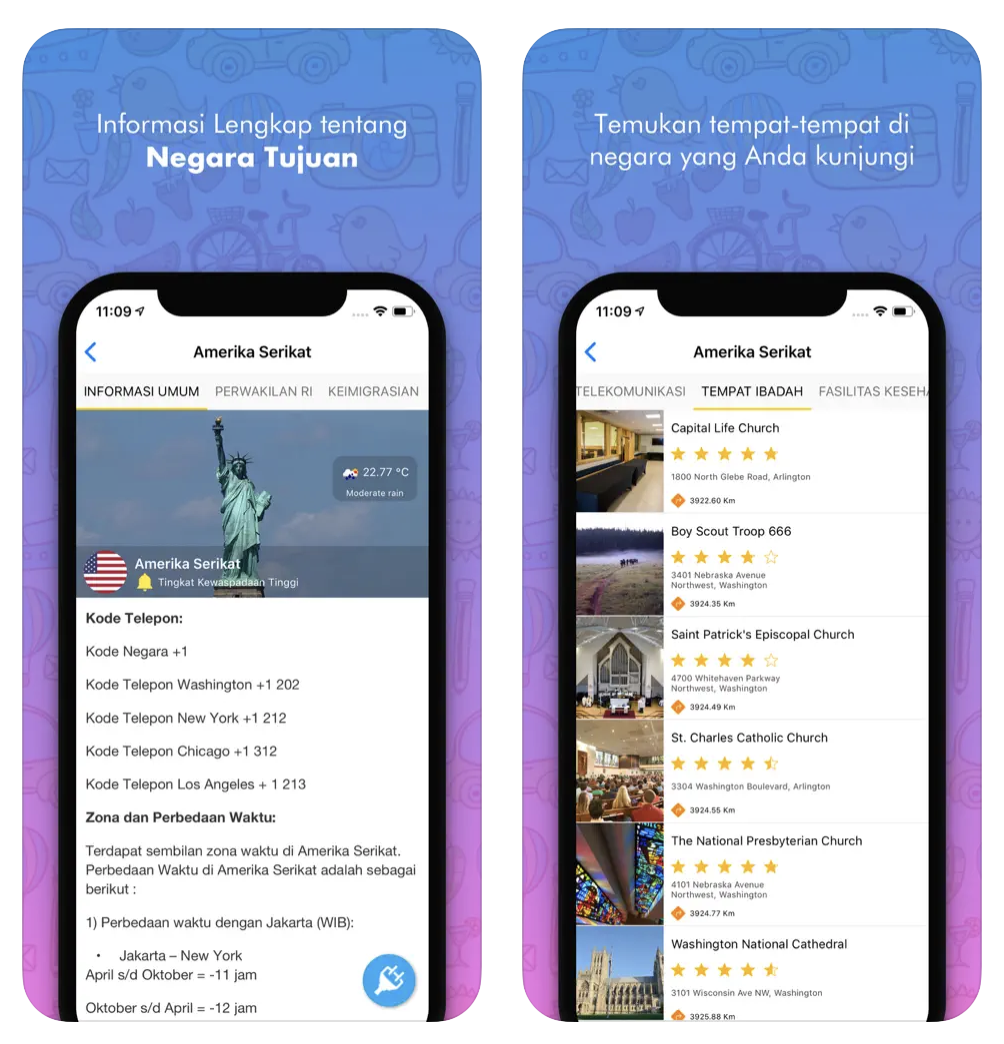 Informasi Lengkap tentang
Negara Tujuan
11:09
Amerika Serikat
INFORMASI UMUM PERWAKILAN RI KEIMIGRASIAN
22.77 °C
Moderate rain
Amerika Serikat
Tingkat Kewaspadaan Tinggi
Kode Telepon:
Kode Negara +1
Kode Telepon Washington +1 202
Kode Telepon New York +1 212
Kode Telepon Chicago +1 312
Kode Telepon Los Angeles + 1 213
Zona dan Perbedaan Waktu:
Terdapat sembilan zona waktu di Amerika Serikat.
Perbedaan Waktu di Amerika Serikat adalah sebagai
berikut :
1) Perbedaan waktu dengan Jakarta (WIB):
• Jakarta – New York
April s/d Oktober = -11 jam
Oktober s/d April = -12 jam
Temukan tempat-tempat di
negara yang Anda kunjungi
11:09
Amerika Serikat
TELEKOMUNIKASI TEMPAT IBADAH FASILITAS KESEHA
Capital Life Church
1800 North Glebe Road, Arlington
3922.60 Km
Boy Scout Troop 666
3401 Nebraska Avenue
Northwest, Washington
3924.35 Km
Saint Patrick's Episcopal Church
4700 Whitehaven Parkway
Northwest, Washington
3924.49 Km
St. Charles Catholic Church
3304 Washington Boulevard, Arlington
3924.55 Km
The National Presbyterian Church
4101 Nebraska Avenue
Northwest, Washington
3924.77 Km
Washington National Cathedral
3101 Wisconsin Ave NW, Washington
3925.88 Km